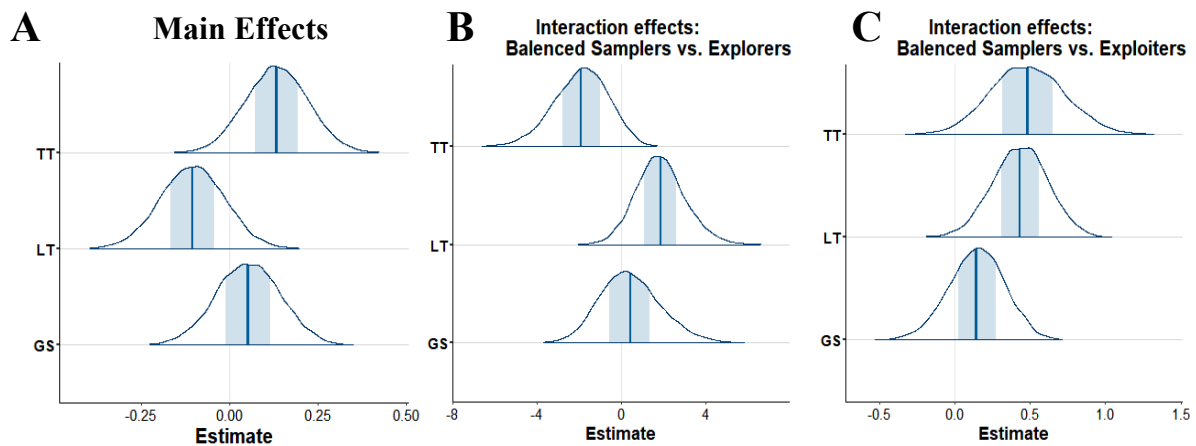 A
Main Effects
TT
LT
GS
-0.25 0.00 0.25 0.50
Estimate
B
Interaction effects:
Balenced Samplers vs. Explorers
TT
LT
GS
-8 -4 0 4
Estimate
C
Interaction effects:
Balenced Samplers vs. Exploiters
TT
LT
GS
-0.5 0.0 0.5 1.0 1.5
Estimate